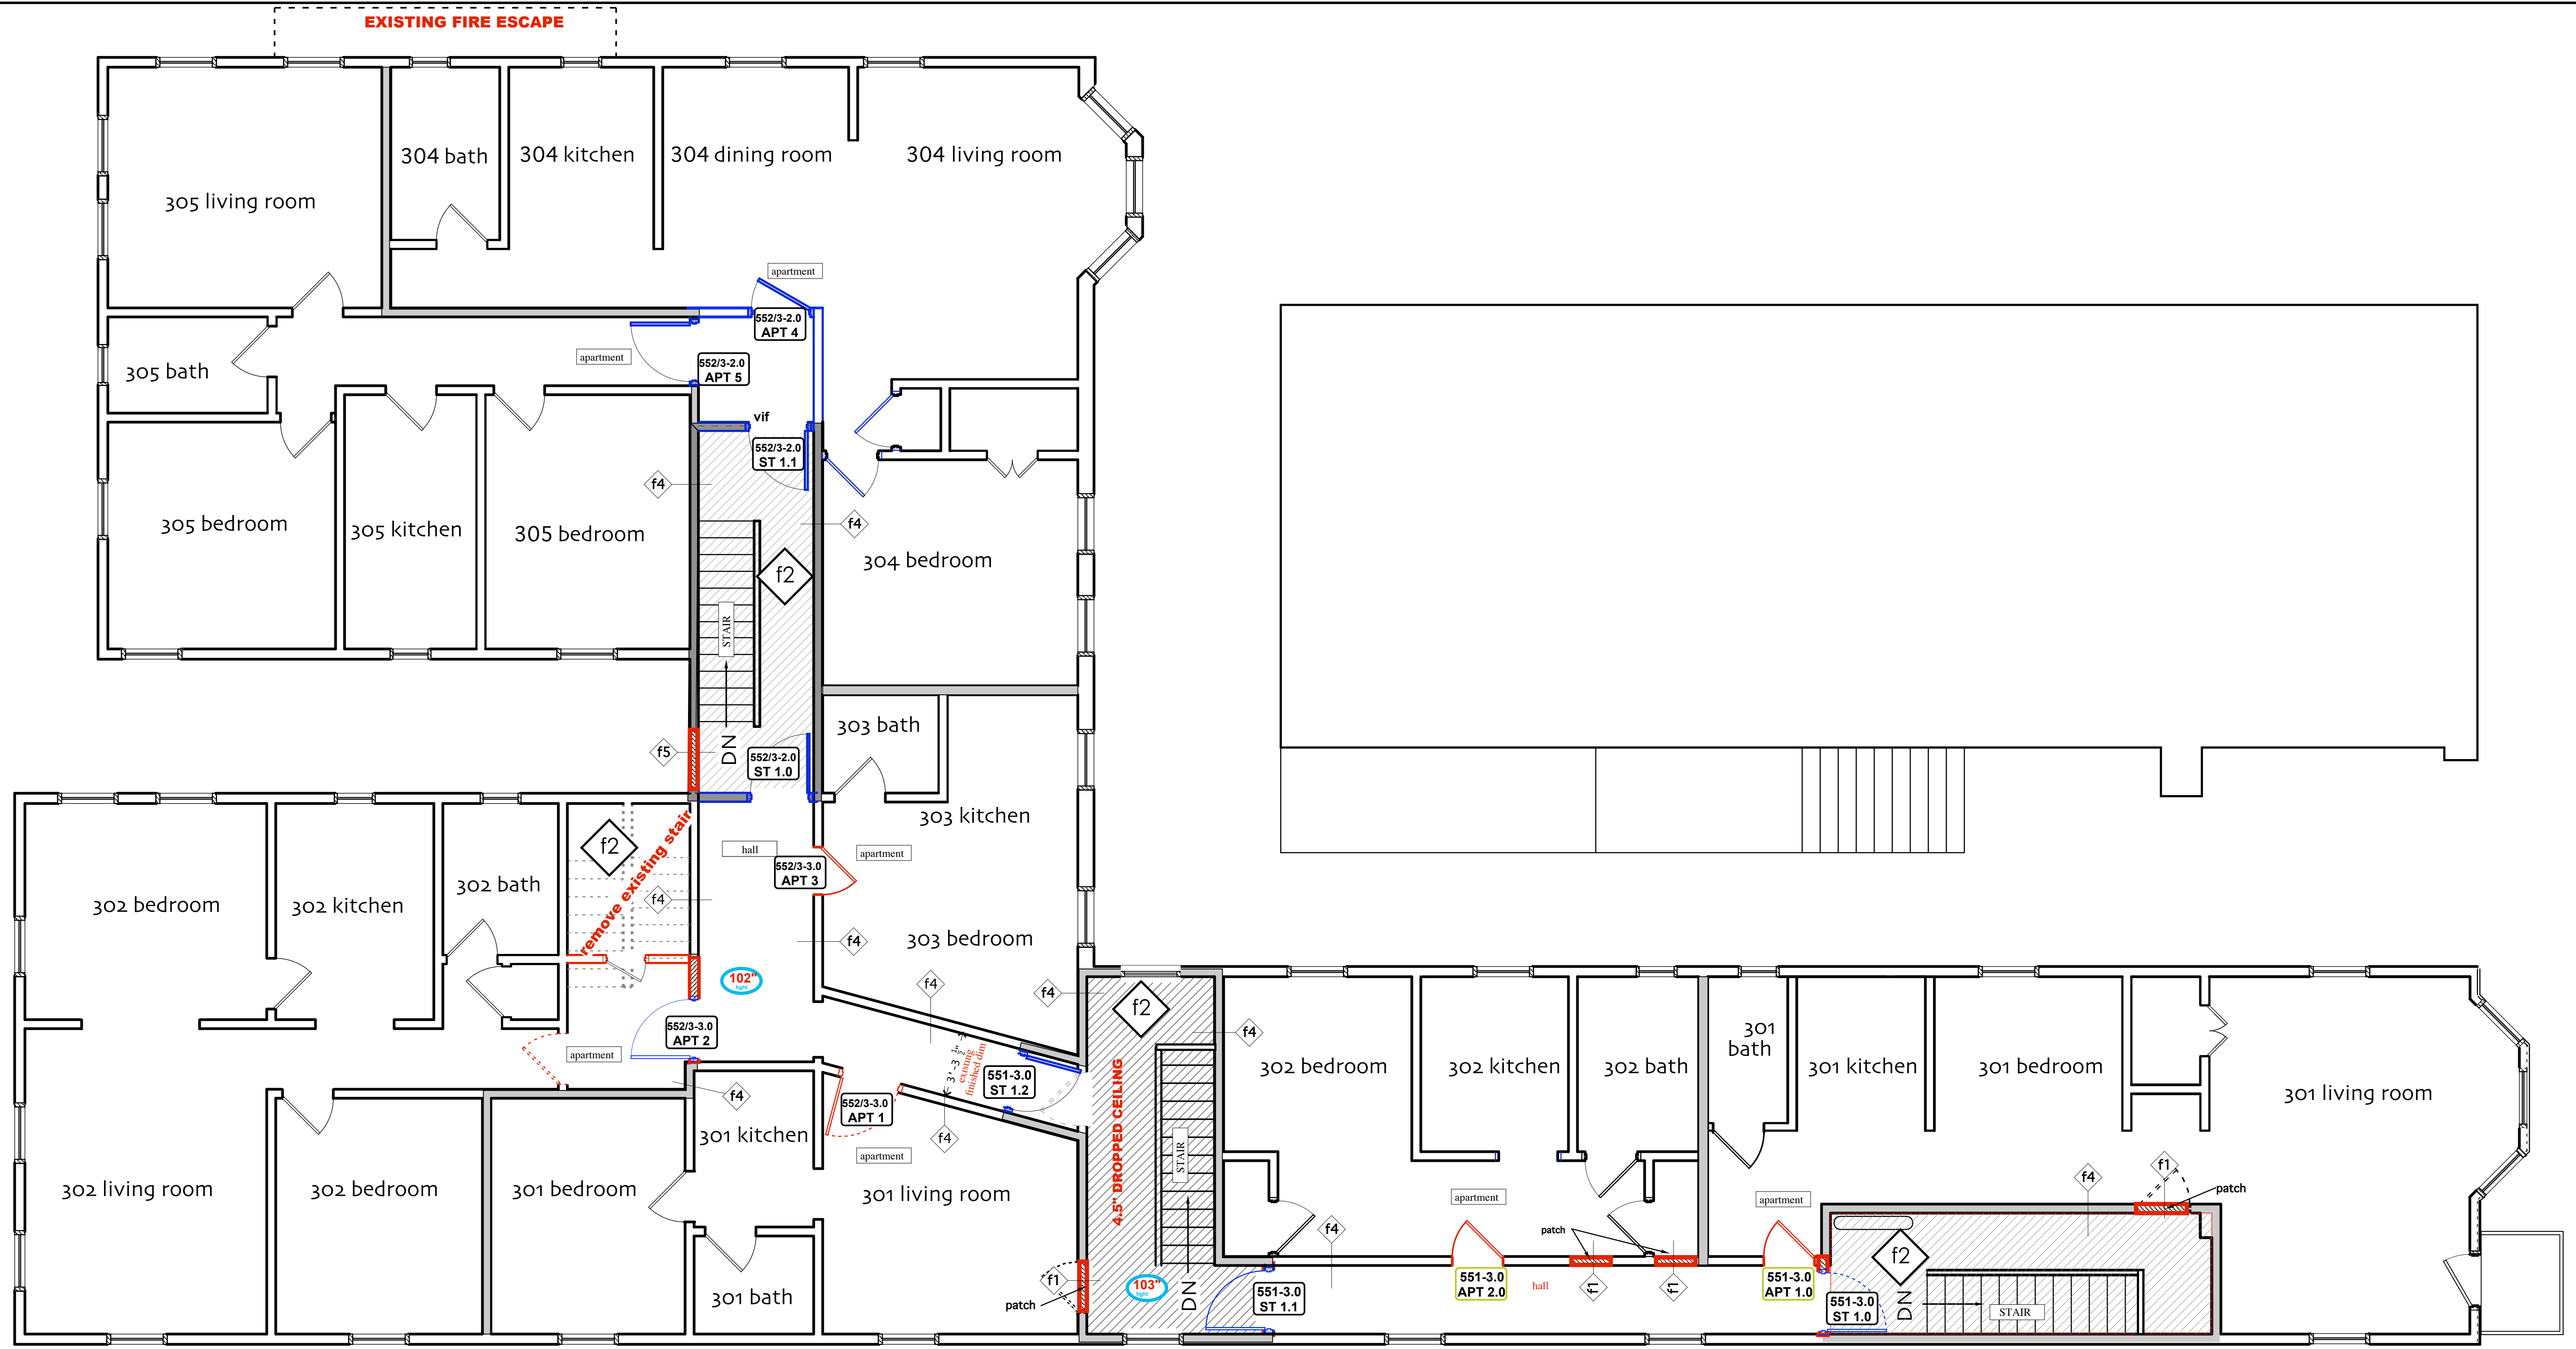 EXISTING FIRE ESCAPE
304 bath
304 kitchen
304 dining room
304 living room
305 living room
apartment
552/3-2.0
APT 4
apartment
552/3-2.0
APT 5
305 bath
vif
552/3-2.0
ST 1.1
f4
f4
305 bedroom
305 kitchen
305 bedroom
304 bedroom
f2
STAIR
DN
f5
552/3-2.0
ST 1.0
303 bath
303 kitchen
hall
apartment
552/3-3.0
APT 3
f2
remove existing stair
f4
302 bedroom
302 kitchen
302 bath
f4
303 bedroom
102"
hght
f4
f4
f2
f4
552/3-3.0
APT 2
apartment
f4
3'-3 1/2"
existing
finished dim
551-3.0
ST 1.2
552/3-3.0
APT 1
f4
301 kitchen
apartment
302 living room
302 bedroom
301 bedroom
301 living room
301 bath
4.5" DROPPED CEILING
STAIR
DN
f1
patch
103"
hght
302 bedroom
302 kitchen
302 bath
301
bath
301 kitchen
301 bedroom
301 living room
apartment
apartment
f4
patch
f1
f1
551-3.0
ST 1.1
551-3.0
APT 2.0
hall
551-3.0
APT 1.0
551-3.0
ST 1.0
f4
f1
patch
f2
DN
STAIR